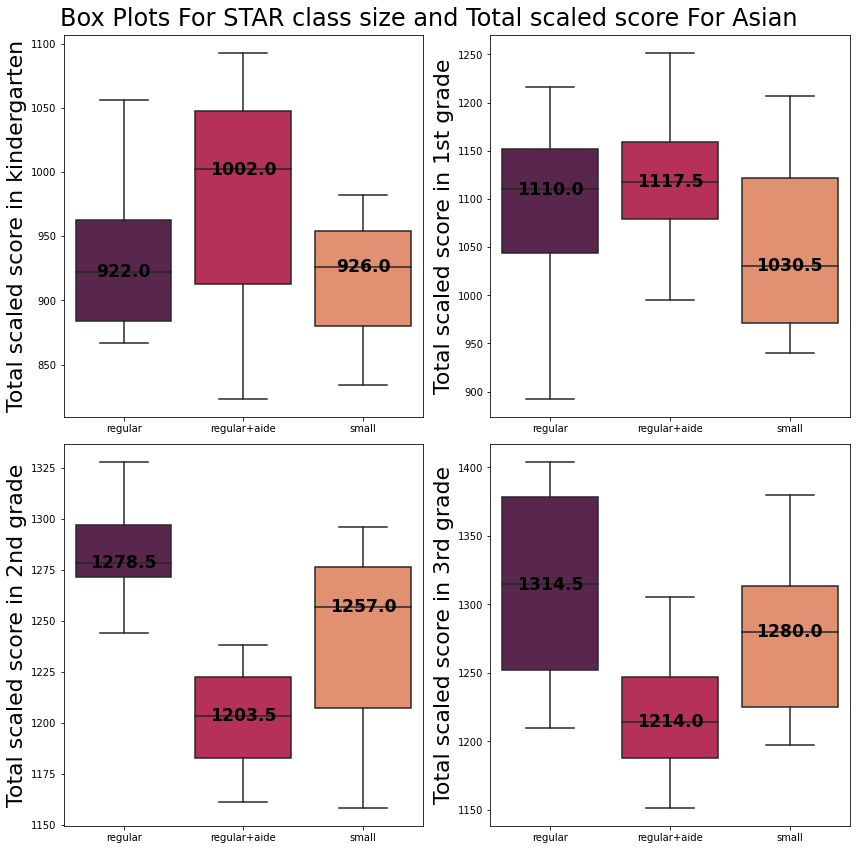 Box Plots For STAR class size and Total scaled score For Asian
Total scaled score in kindergarten
1100
1050
1000
950
900
850
922.0
1002.0
926.0
regular
regular+aide
small
Total scaled score in 1st grade
1250
1200
1150
1100
1050
1000
950
900
1110.0
1117.5
1030.5
regular
regular+aide
small
Total scaled score in 2nd grade
1325
1300
1275
1250
1225
1200
1175
1150
1278.5
1203.5
1257.0
regular
regular+aide
small
Total scaled score in 3rd grade
1400
1350
1300
1250
1200
1150
1314.5
1214.0
1280.0
regular
regular+aide
small